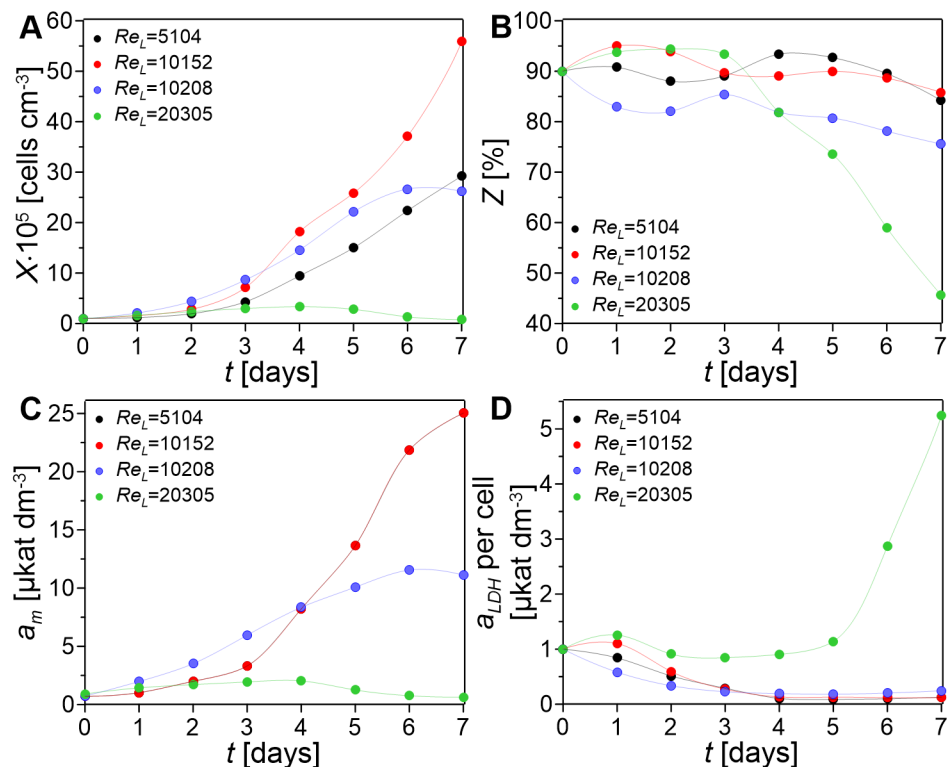 A
X·10⁵ [cells cm⁻³]
60
50
40
30
20
10
0
Re_L=5104
Re_L=10152
Re_L=10208
Re_L=20305
0 1 2 3 4 5 6 7
t [days]
B
Z [%]
100
90
80
70
60
50
40
Re_L=5104
Re_L=10152
Re_L=10208
Re_L=20305
0 1 2 3 4 5 6 7
t [days]
C
a_m [µkat dm⁻³]
25
20
15
10
5
0
Re_L=5104
Re_L=10152
Re_L=10208
Re_L=20305
0 1 2 3 4 5 6 7
t [days]
D
a_LDH per cell
[µkat dm⁻³]
5
4
3
2
1
0
Re_L=5104
Re_L=10152
Re_L=10208
Re_L=20305
0 1 2 3 4 5 6 7
t [days]